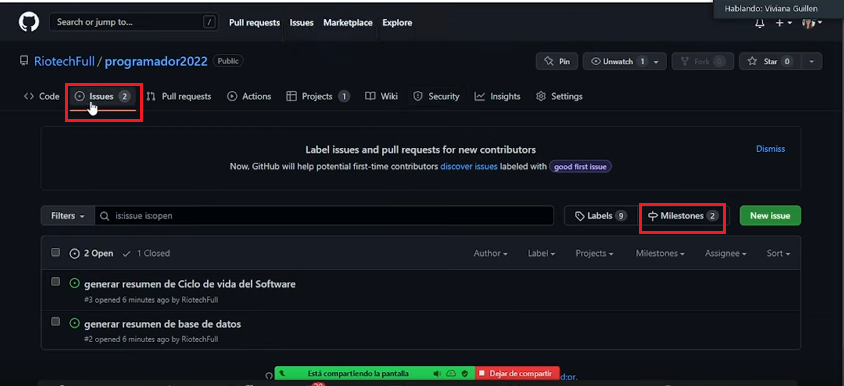 Hablando: Viviana Guillen
Search or jump to... /
Pull requests Issues Marketplace Explore
RiotechFull / programador2022 Public
Pin Unwatch 1 Fork 0 Star 0
Code Issues 2 Pull requests Actions Projects 1 Wiki Security Insights Settings
Label issues and pull requests for new contributors
Dismiss
Now, GitHub will help potential first-time contributors discover issues labeled with good first issue
Filters is:issue is:open Labels 9 Milestones 2 New issue
2 Open 1 Closed Author Label Projects Milestones Assignee Sort
generar resumen de Ciclo de vida del Software
#3 opened 6 minutes ago by RiotechFull
generar resumen de base de datos
#2 opened 6 minutes ago by RiotechFull
Está compartiendo la pantalla Dejar de compartir